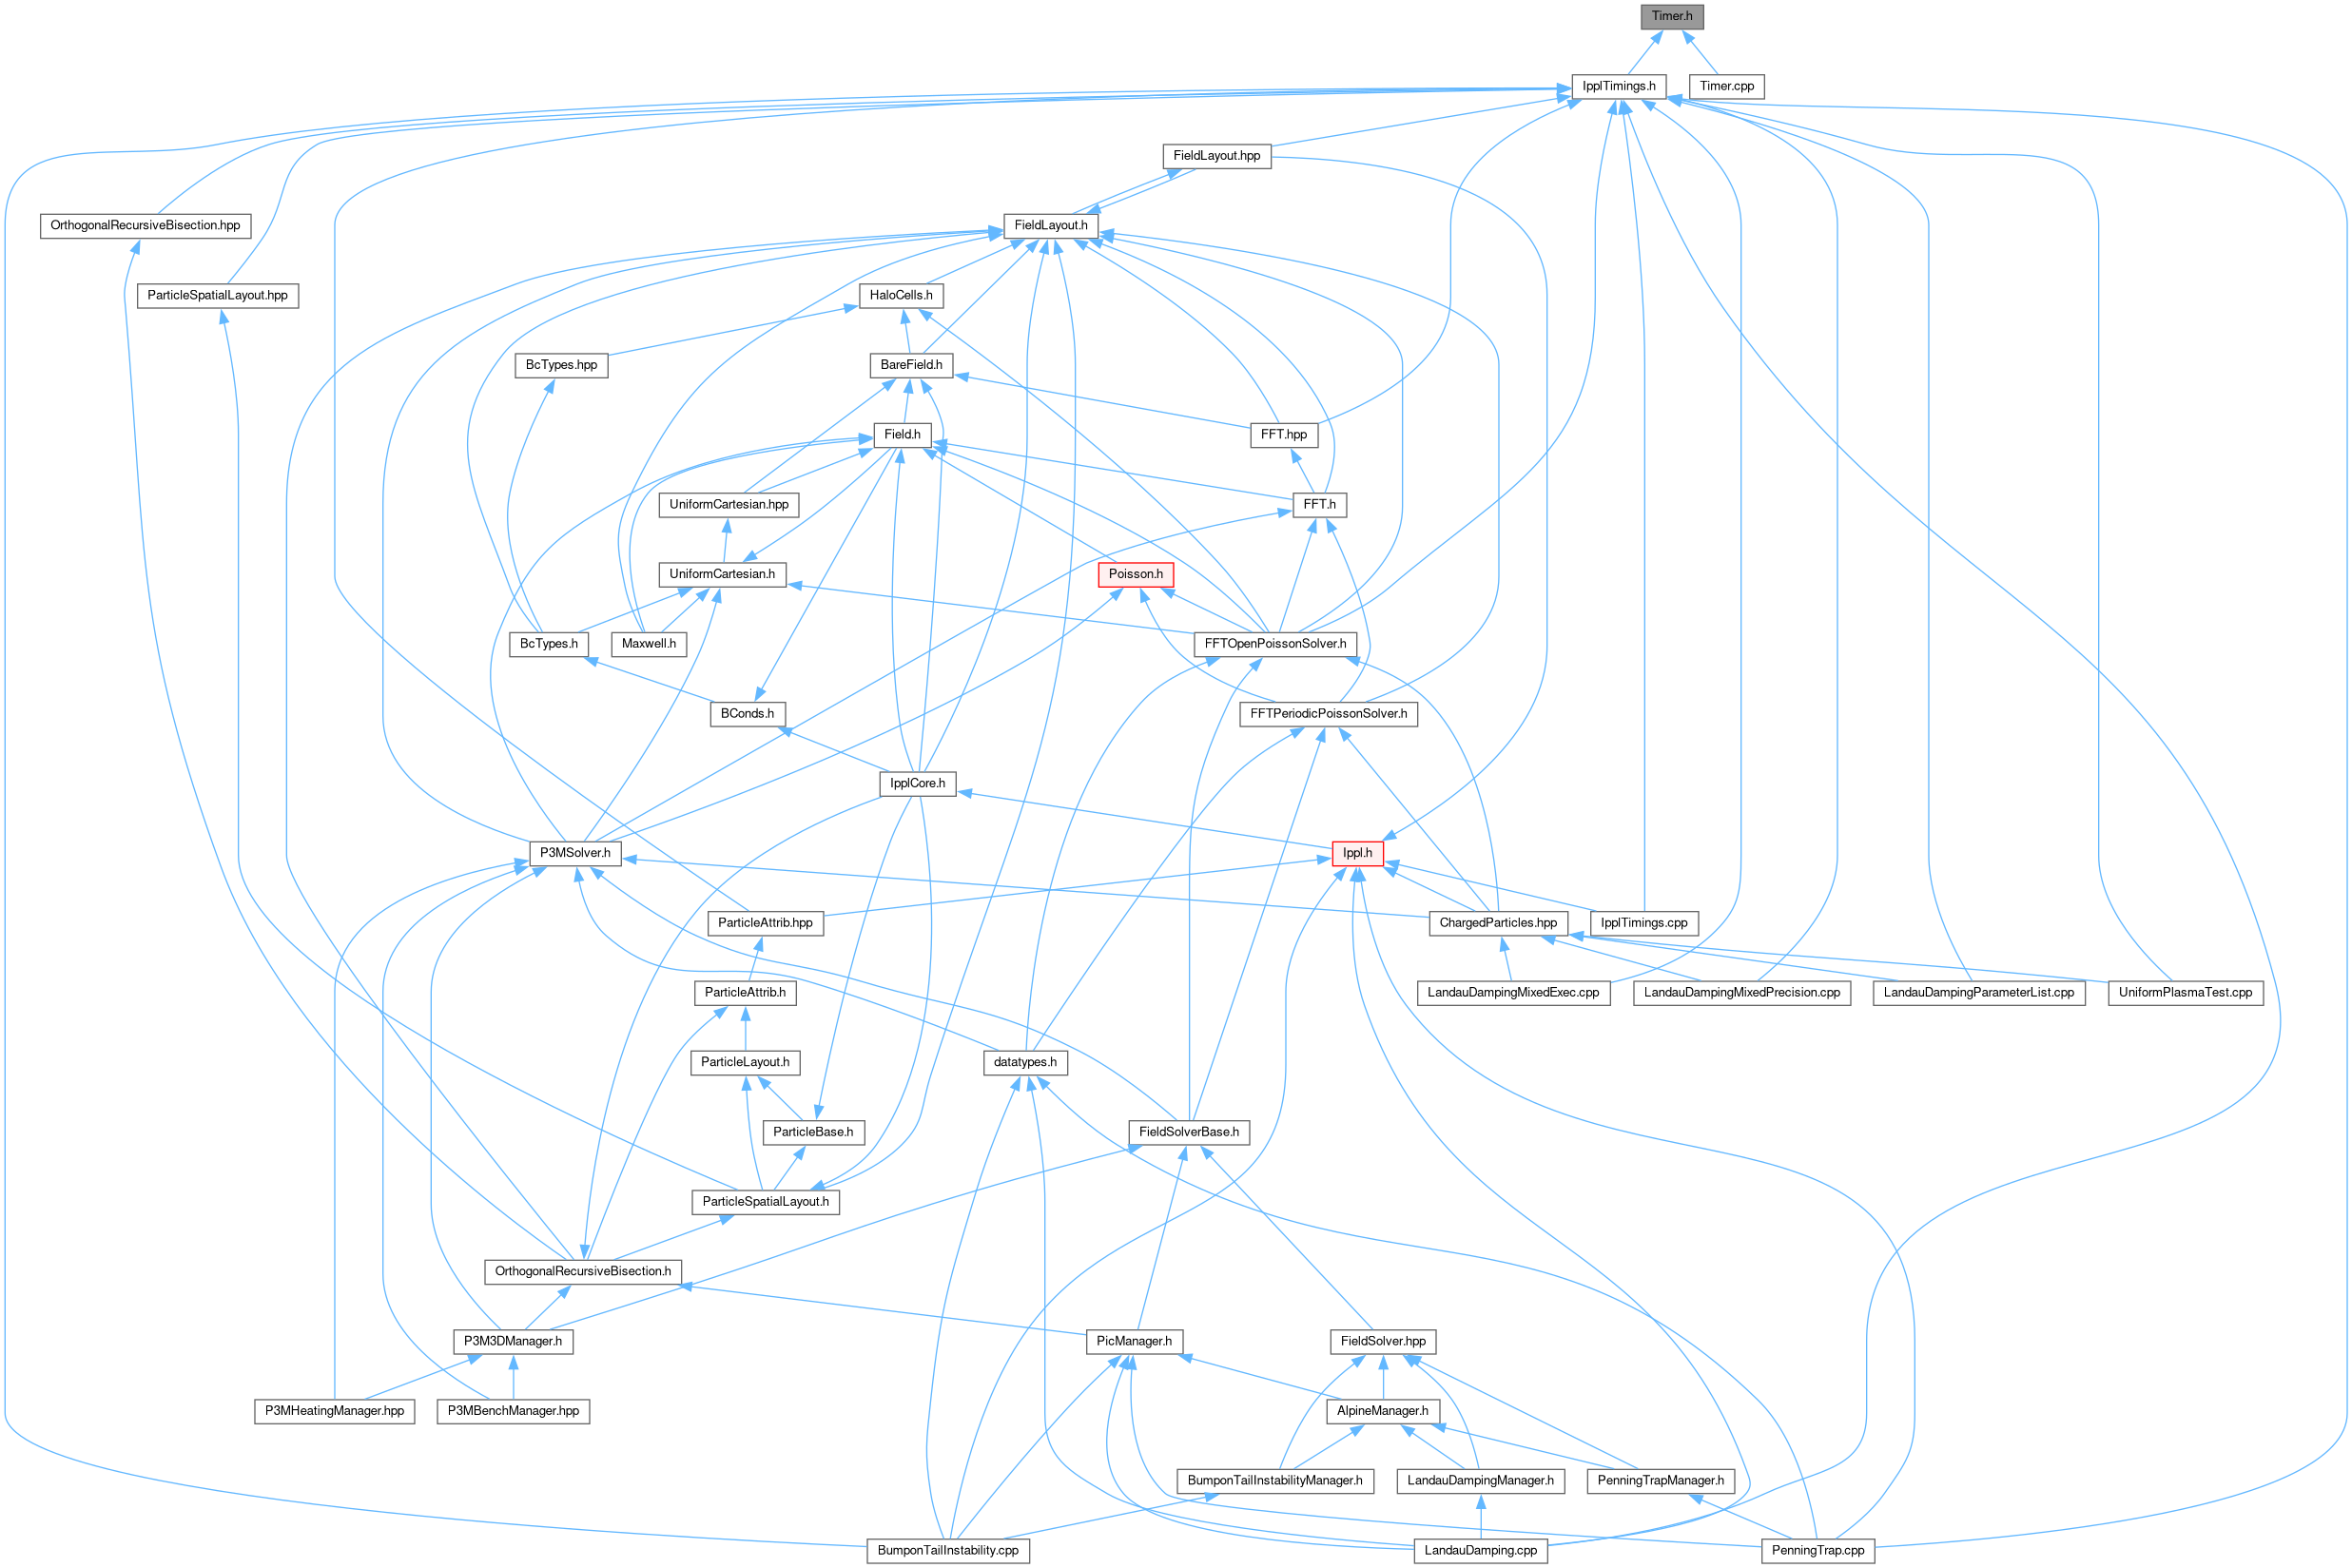 Timer.h
IpplTimings.h
Timer.cpp
FieldLayout.hpp
OrthogonalRecursiveBisection.hpp
FieldLayout.h
ParticleSpatialLayout.hpp
HaloCells.h
BcTypes.hpp
BareField.h
Field.h
FFT.hpp
UniformCartesian.hpp
FFT.h
UniformCartesian.h
Poisson.h
BcTypes.h
Maxwell.h
FFTOpenPoissonSolver.h
BConds.h
FFTPeriodicPoissonSolver.h
IpplCore.h
P3MSolver.h
Ippl.h
ParticleAttrib.hpp
ChargedParticles.hpp
IpplTimings.cpp
ParticleAttrib.h
LandauDampingMixedExec.cpp
LandauDampingMixedPrecision.cpp
LandauDampingParameterList.cpp
UniformPlasmaTest.cpp
ParticleLayout.h
datatypes.h
ParticleBase.h
FieldSolverBase.h
ParticleSpatialLayout.h
OrthogonalRecursiveBisection.h
P3M3DManager.h
PicManager.h
FieldSolver.hpp
P3MHeatingManager.hpp
P3MBenchManager.hpp
AlpineManager.h
BumponTailInstabilityManager.h
LandauDampingManager.h
PenningTrapManager.h
BumponTailInstability.cpp
LandauDamping.cpp
PenningTrap.cpp